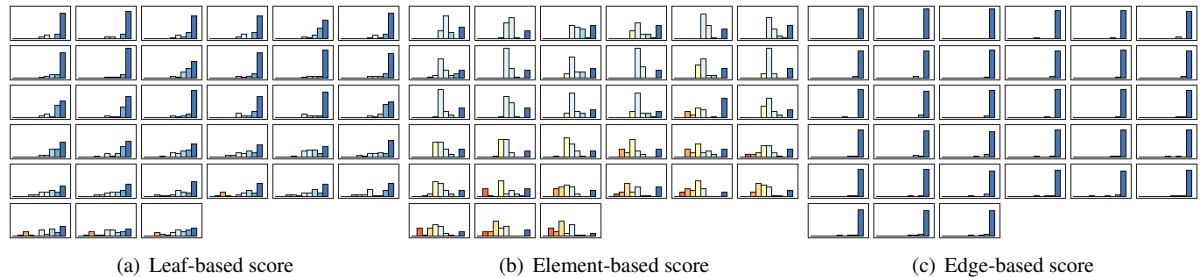 (a) Leaf-based score
(b) Element-based score
(c) Edge-based score